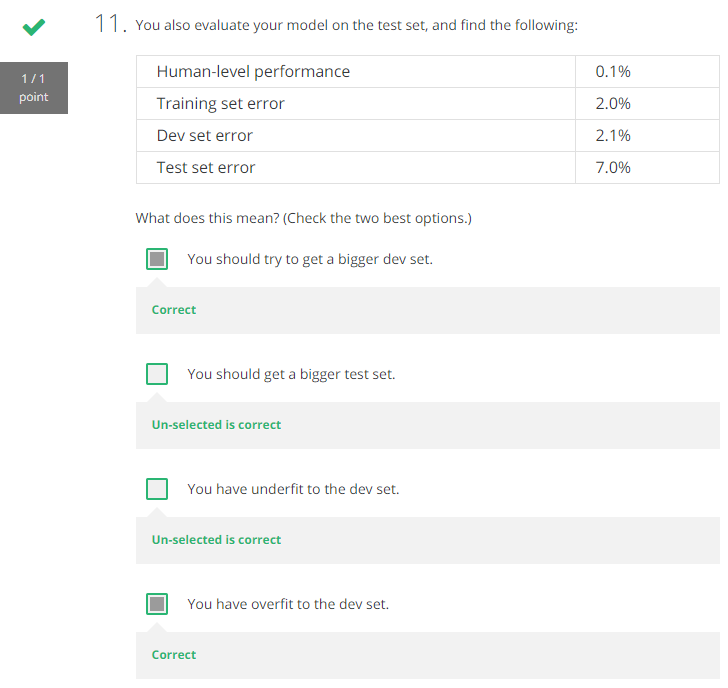 11. You also evaluate your model on the test set, and find the following:
1 / 1
point
Human-level performance 0.1%
Training set error 2.0%
Dev set error 2.1%
Test set error 7.0%
What does this mean? (Check the two best options.)
You should try to get a bigger dev set.
Correct
You should get a bigger test set.
Un-selected is correct
You have underfit to the dev set.
Un-selected is correct
You have overfit to the dev set.
Correct